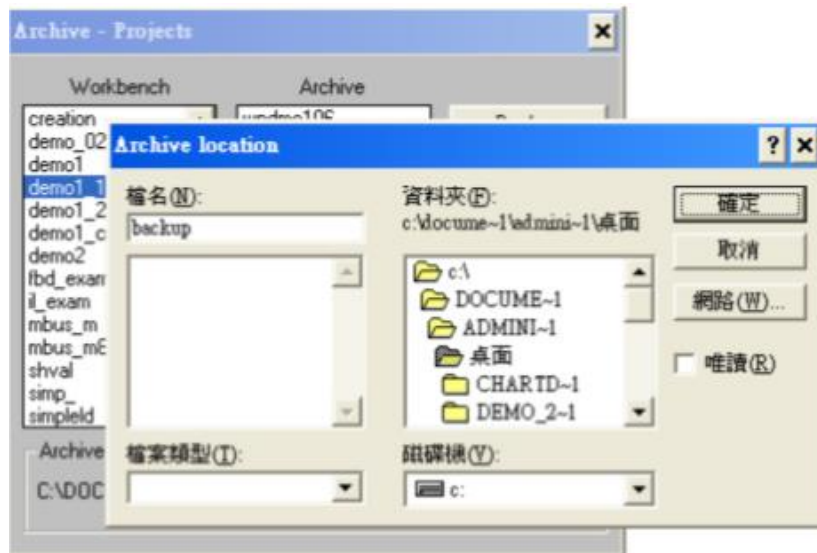 Archive - Projects
Workbench
Archive
creation
demo_02
demo1
demo1_1
demo1_2
demo1_c
demo2
fbd_exam
il_exam
mbus_m
shval
simp_
simpleld
Archive
C:\DOC
Archive location
檔名(N):
backup
檔案類型(T):
資料夾(F):
c:\docume~1\admini~1\桌面
c:\
DOCUME~1
ADMINI~1
桌面
CHARTD~1
DEMO_2~1
磁碟機(V):
c:
確定
取消
網路(W)...
唯讀(R)